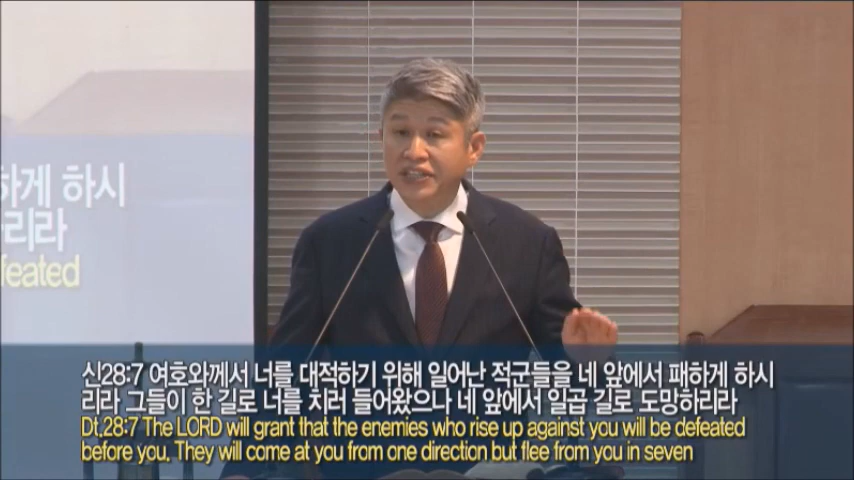 하게 하시
하리라
feated
신28:7 여호와께서 너를 대적하기 위해 일어난 적군들을 네 앞에서 패하게 하시
리라 그들이 한 길로 너를 치러 들어왔으나 네 앞에서 일곱 길로 도망하리라
Dt.28:7 The LORD will grant that the enemies who rise up against you will be defeated
before you. They will come at you from one direction but flee from you in seven